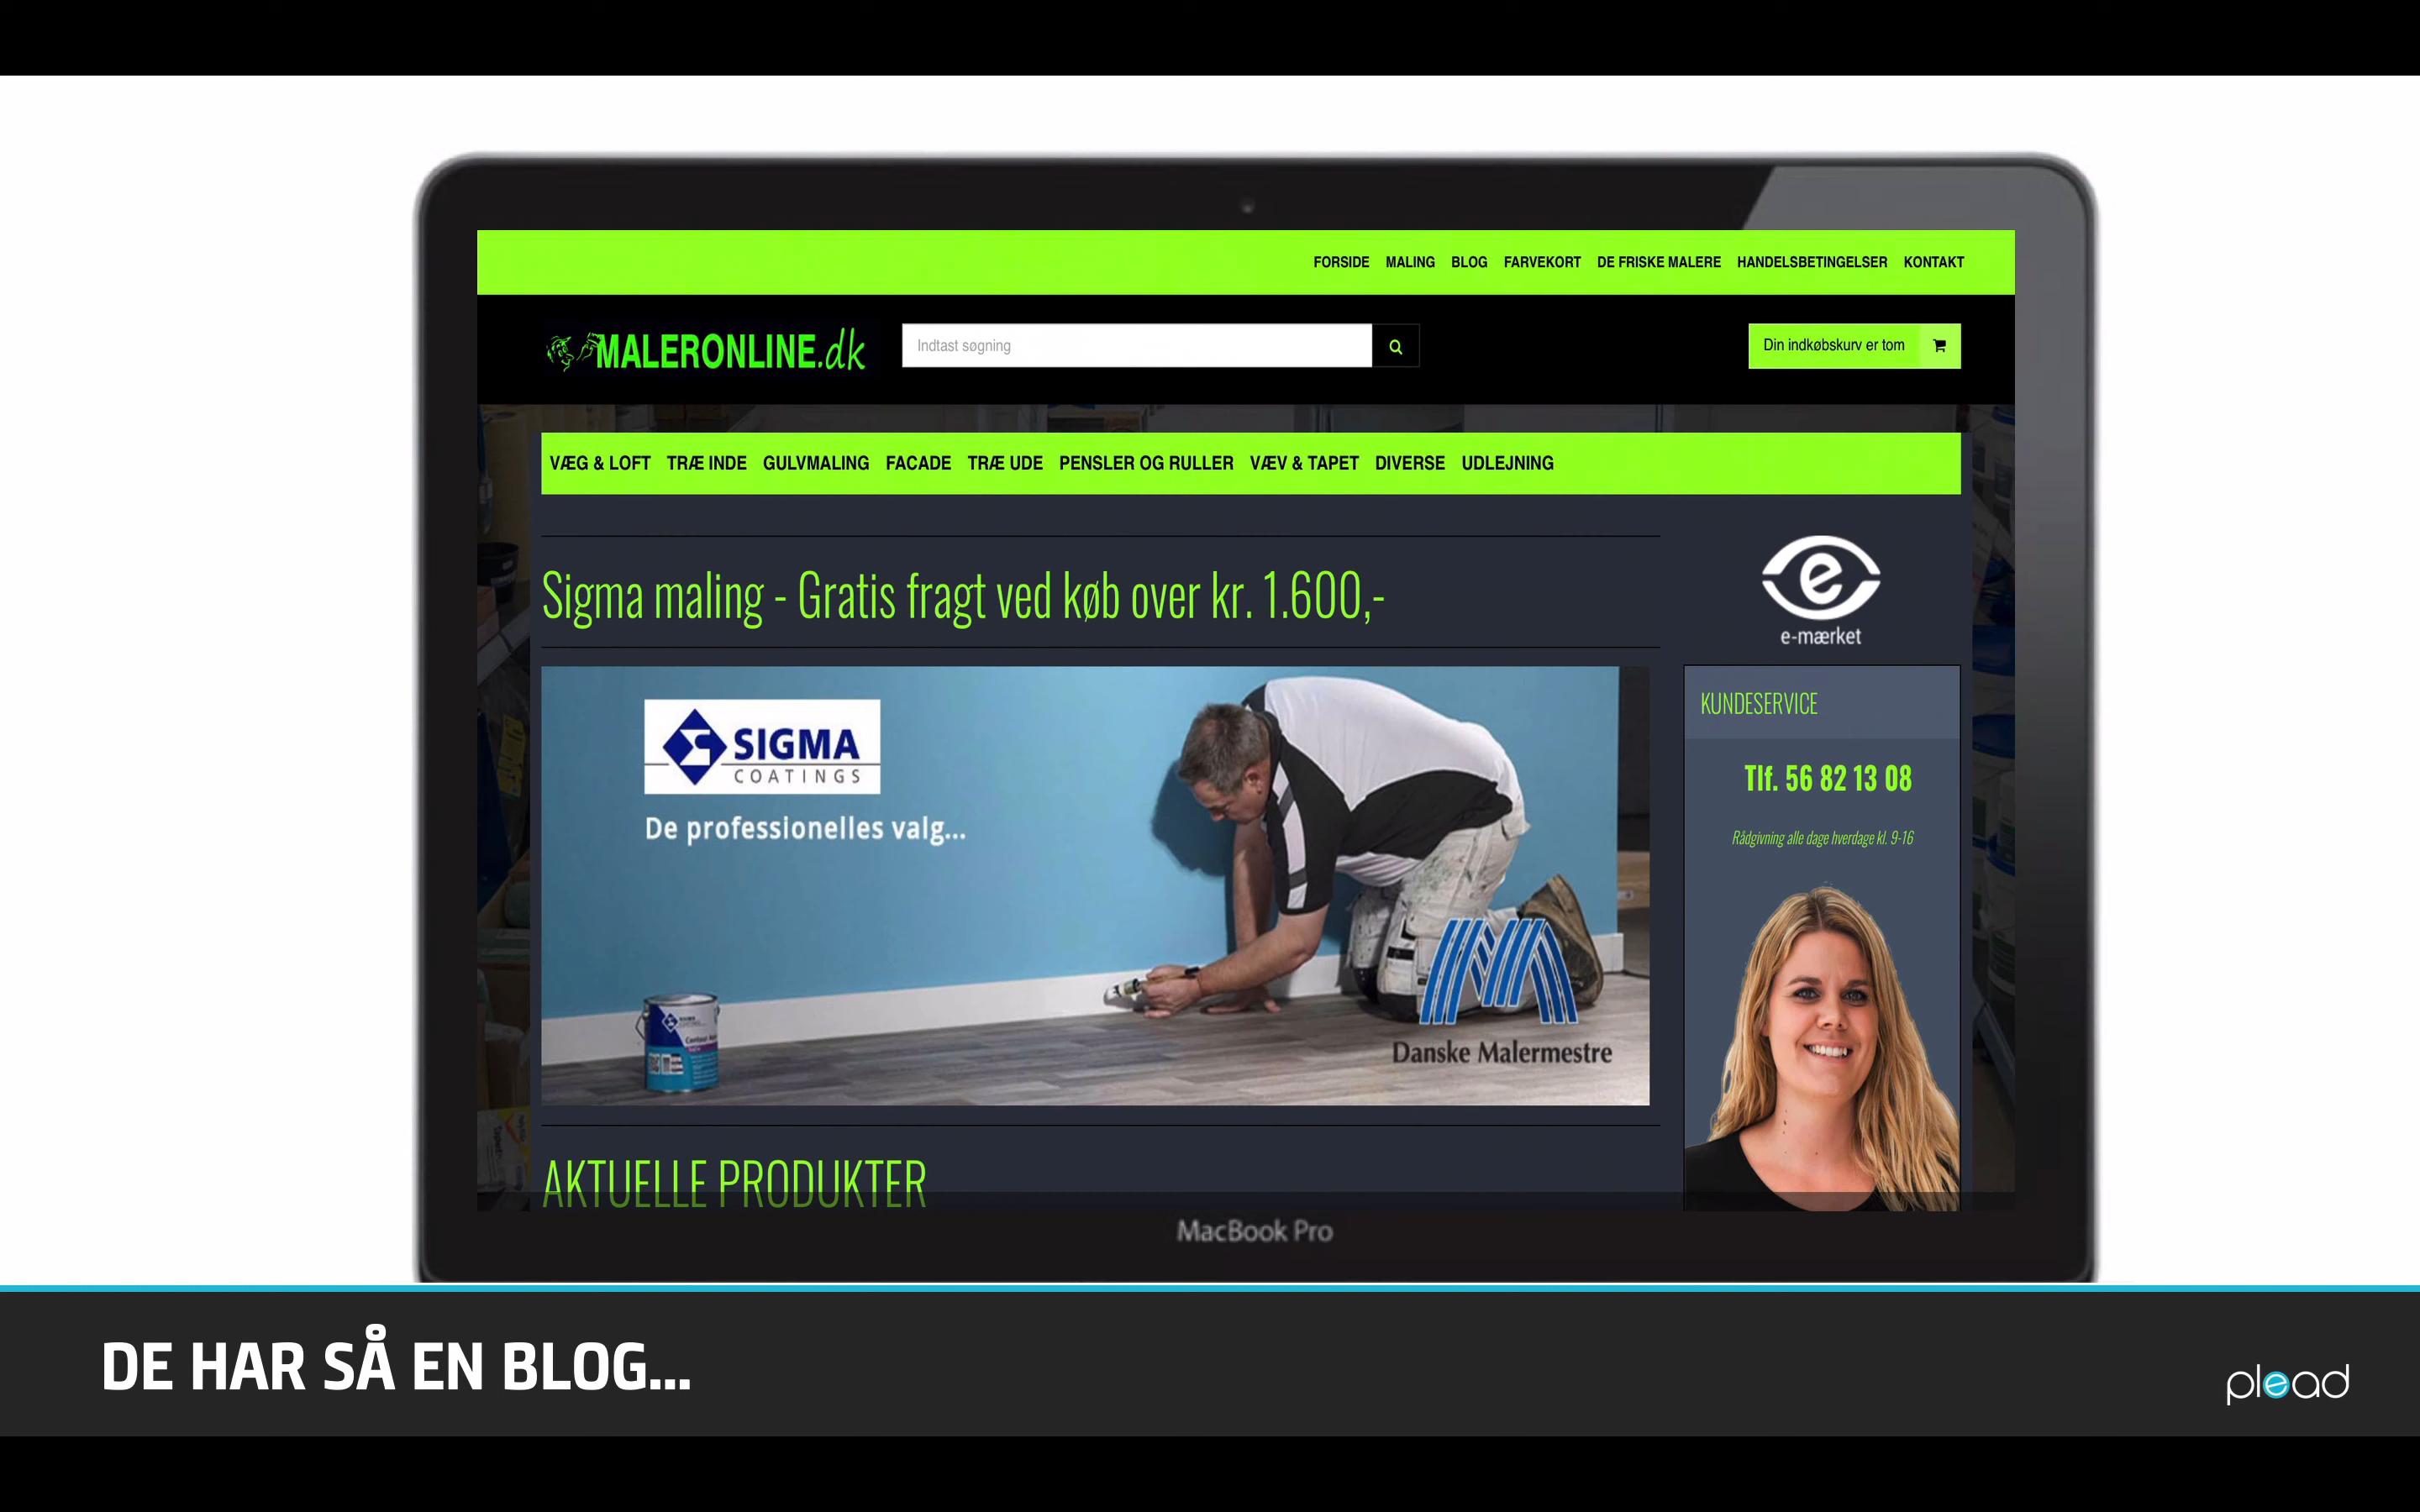 FORSIDE MALING BLOG FARVEKORT DE FRISKE MALERE HANDELSBETINGELSER KONTAKT
MALERONLINE.dk
Indtast søgning
Din indkøbskurv er tom
VÆG & LOFT TRÆ INDE GULVMALING FACADE TRÆ UDE PENSLER OG RULLER VÆV & TAPET DIVERSE UDLEJNING
Sigma maling - Gratis fragt ved køb over kr. 1.600,-
e-mærket
SIGMA
COATINGS
De professionelles valg...
Danske Malermestre
KUNDESERVICE
Tlf. 56 82 13 08
Rådgivning alle dage hverdage kl. 9-16
AKTUELLE PRODUKTER
MacBook Pro
DE HAR SÅ EN BLOG...
plead